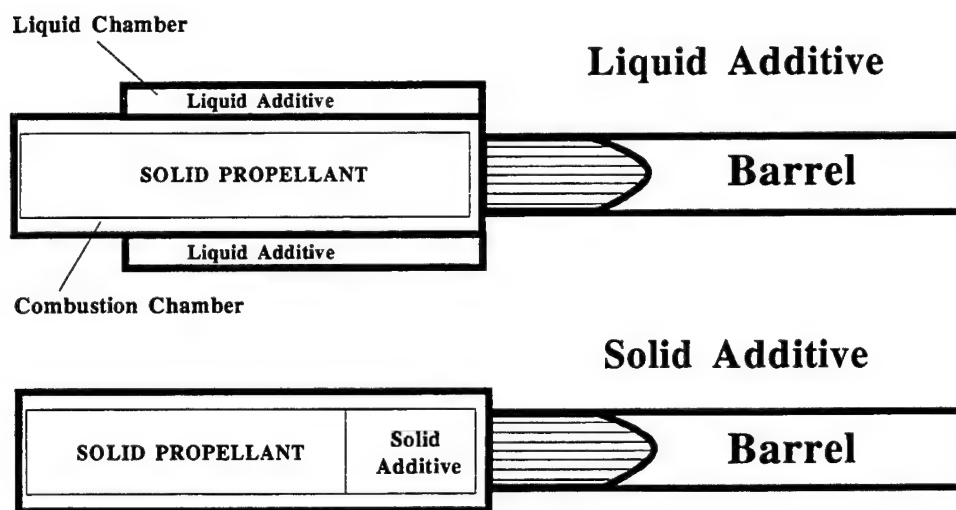 Liquid Chamber
Liquid Additive
Liquid Additive
SOLID PROPELLANT
Barrel
Liquid Additive
Combustion Chamber
Solid Additive
SOLID PROPELLANT
Solid
Additive
Barrel